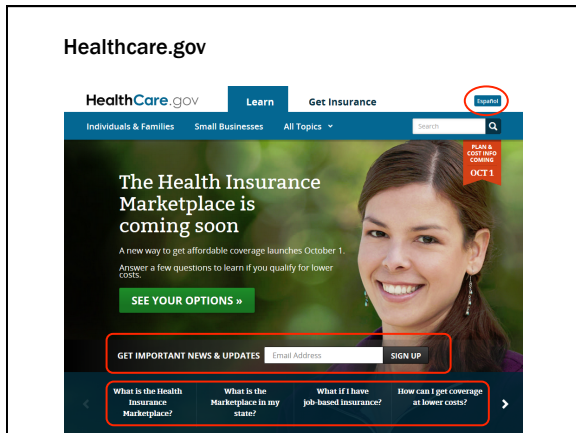 Healthcare.gov
HealthCare.gov
Learn
Get Insurance
Español
Individuals & Families
Small Businesses
All Topics
Search
PLAN &
COST INFO
COMING
OCT 1
The Health Insurance
Marketplace is
coming soon
A new way to get affordable coverage launches October 1.
Answer a few questions to learn if you qualify for lower
costs.
SEE YOUR OPTIONS »
GET IMPORTANT NEWS & UPDATES
Email Address
SIGN UP
What is the Health
Insurance
Marketplace?
What is the
Marketplace in my
state?
What if I have
job-based insurance?
How can I get coverage
at lower costs?